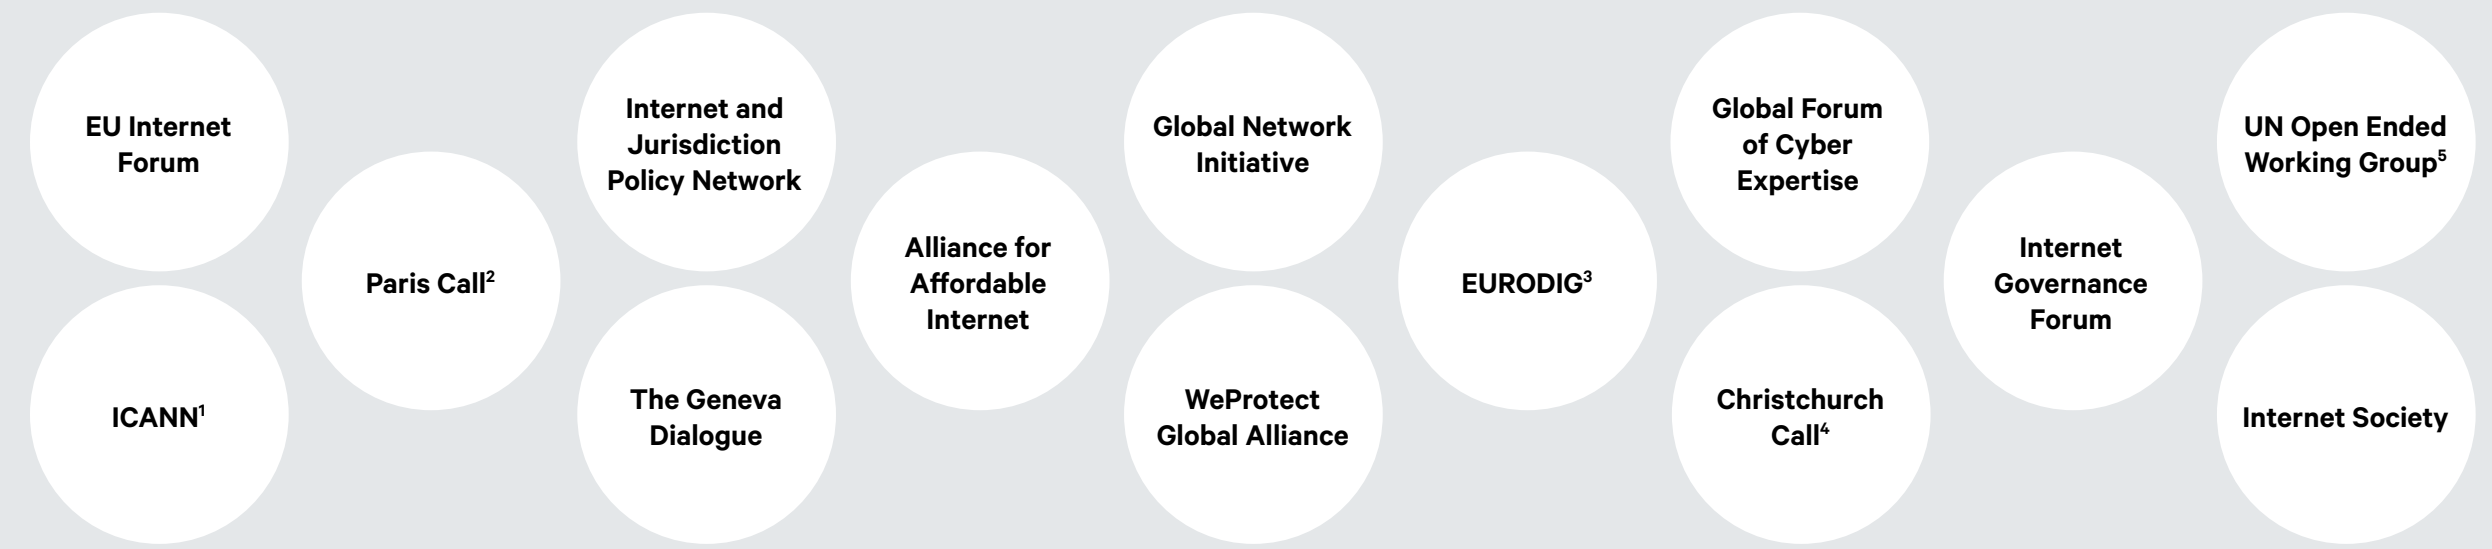 EU Internet
Forum
ICANN¹
Paris Call²
Internet and
Jurisdiction
Policy Network
The Geneva
Dialogue
Alliance for
Affordable
Internet
Global Network
Initiative
WeProtect
Global Alliance
EURODIG³
Global Forum
of Cyber
Expertise
Christchurch
Call⁴
Internet
Governance
Forum
UN Open Ended
Working Group⁵
Internet Society